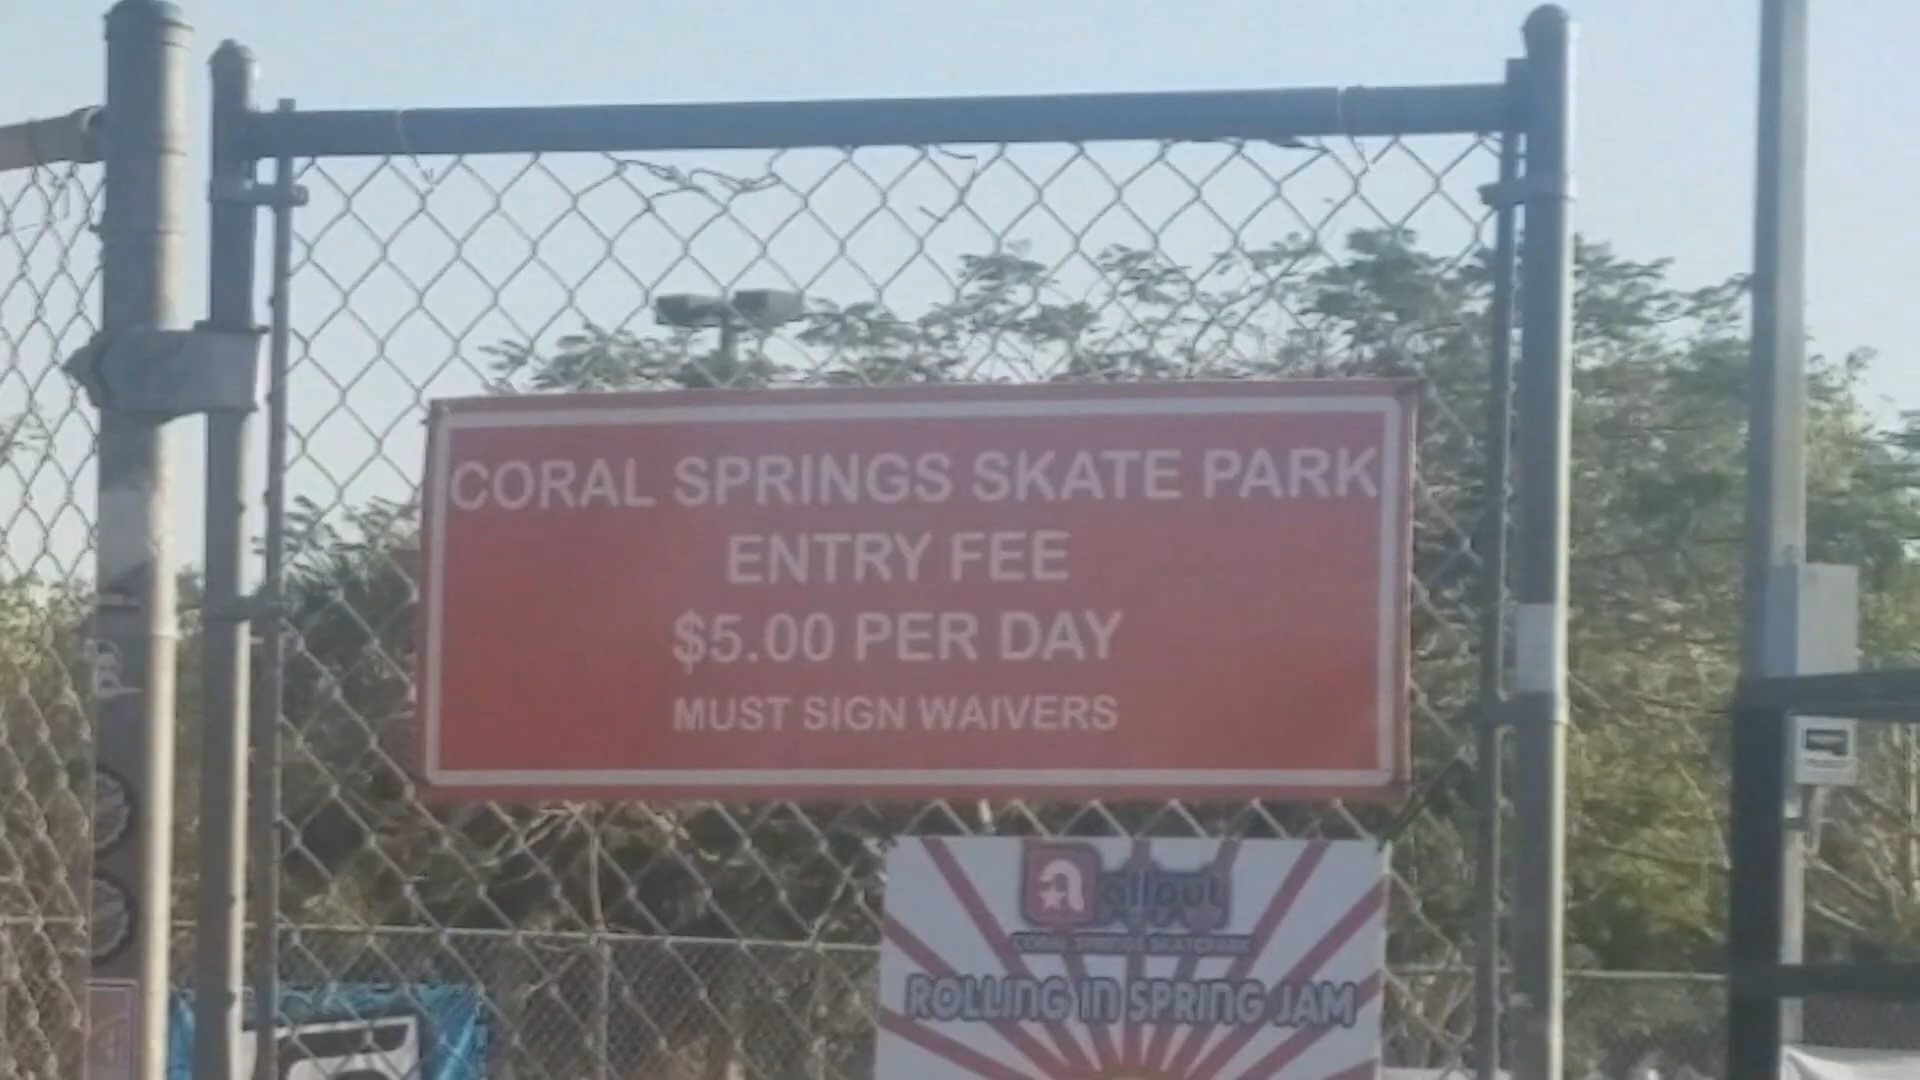 CORAL SPRINGS SKATE PARK
ENTRY FEE
$5.00 PER DAY
MUST SIGN WAIVERS
allout
CORAL SPRINGS SKATEPARK
ROLLING IN SPRING JAM